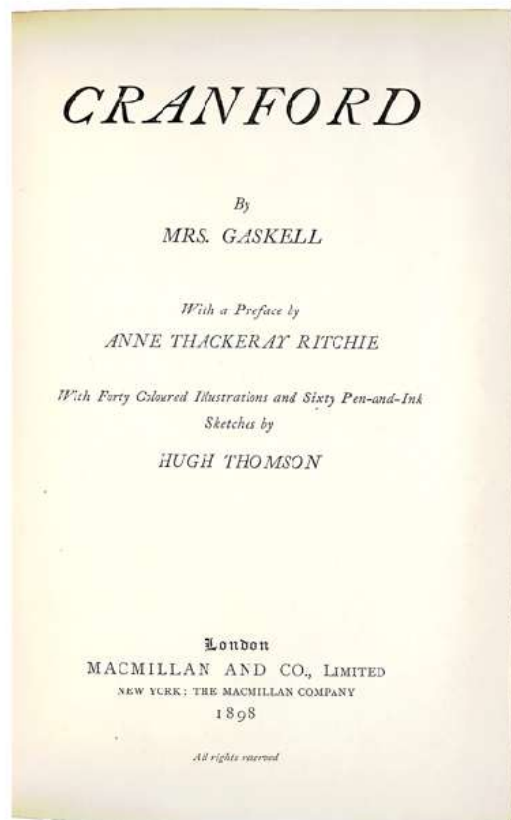 CRANFORD
By
MRS. GASKELL
With a Preface by
ANNE THACKERAY RITCHIE
With Forty Coloured Illustrations and Sixty Pen-and-Ink
Sketches by
HUGH THOMSON
London
MACMILLAN AND CO., LIMITED
NEW YORK: THE MACMILLAN COMPANY
1898
All rights reserved